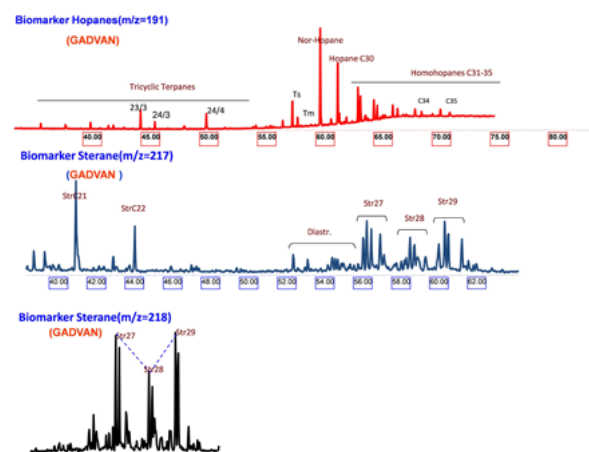 Biomarker Hopanes(m/z=191)
(GADVAN)
Nor-Hopane
Hopane C30
Homohopanes C31-35
Tricyclic Terpanes
23/3
24/3
24/4
Ts
Tm
C34
C35
40.00 45.00 50.00 55.00 60.00 65.00 70.00 75.00 80.00
Biomarker Sterane(m/z=217)
(GADVAN )
StrC21
StrC22
Diastr.
Str27
Str28
Str29
40.00 42.00 44.00 46.00 48.00 50.00 52.00 54.00 56.00 58.00 60.00 62.00
Biomarker Sterane(m/z=218)
(GADVAN)
Str27
Str28
Str29